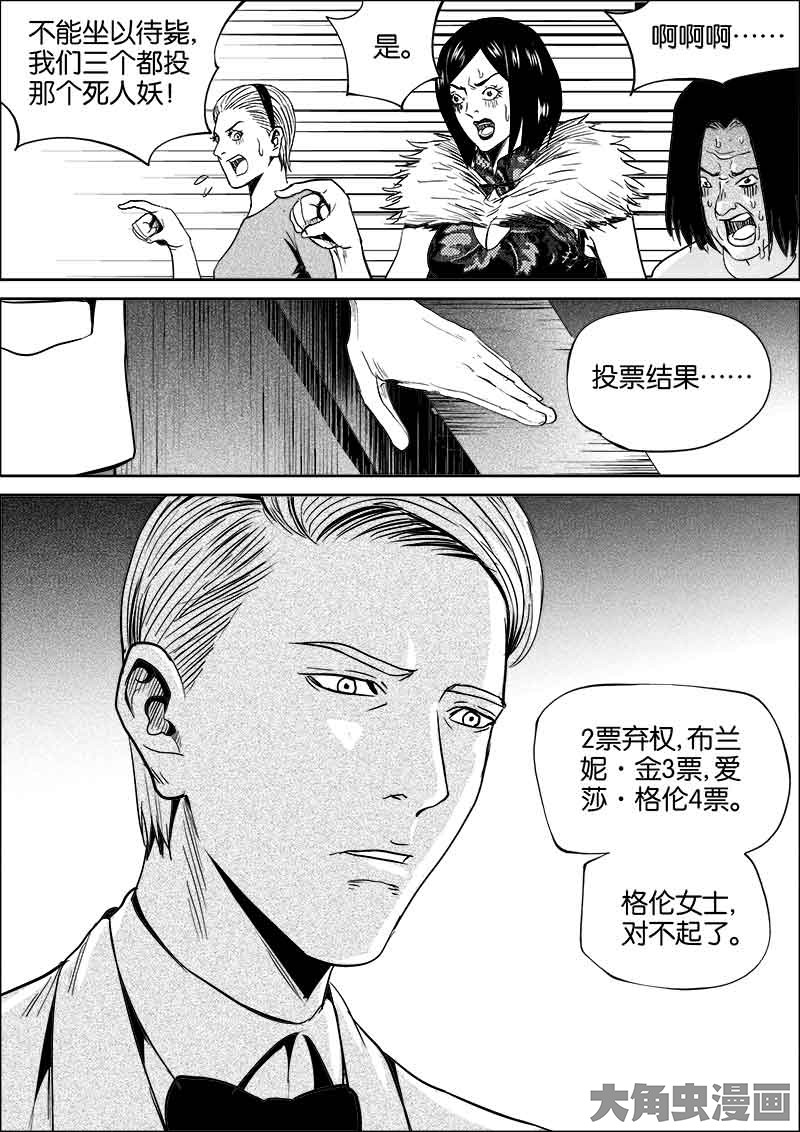 不能坐以待毙，
我们三个都投
那个死人妖！
是。
啊啊啊……
投票结果……
2票弃权，布兰
妮·金3票，爱
莎·格伦4票。
格伦女士，
对不起了。
大角虫漫画